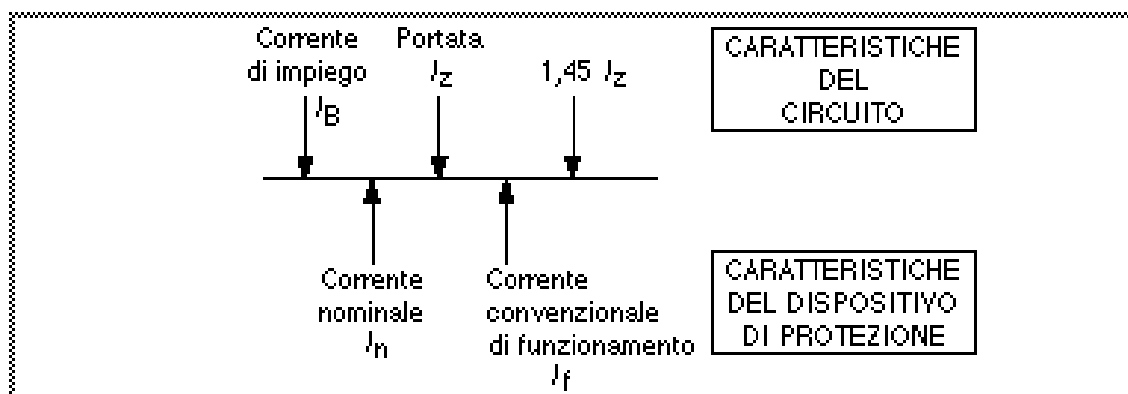 Corrente
di impiego
IB
Portata
Iz
1,45 Iz
CARATTERISTICHE
DEL
CIRCUITO
Corrente
nominale
In
Corrente
convenzionale
di funzionamento
If
CARATTERISTICHE
DEL DISPOSITIVO
DI PROTEZIONE